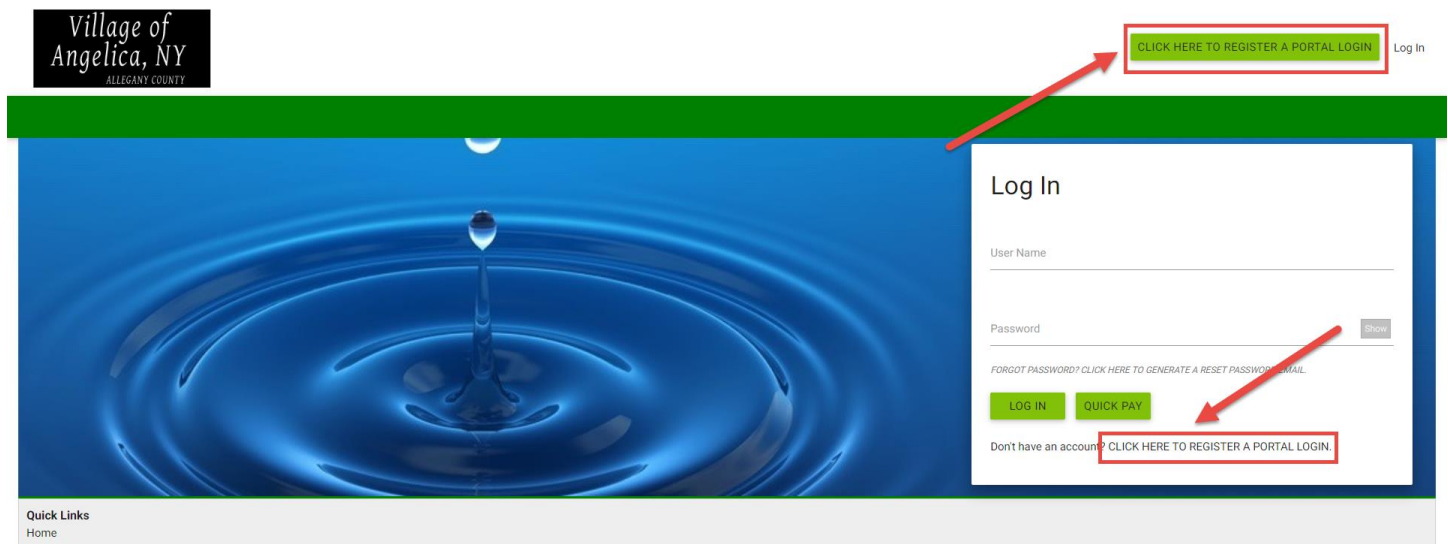 Village of
Angelica, NY
ALLEGANY COUNTY
CLICK HERE TO REGISTER A PORTAL LOGIN Log In
Log In
User Name
Password Show
FORGOT PASSWORD? CLICK HERE TO GENERATE A RESET PASSWORD EMAIL.
LOG IN QUICK PAY
Don't have an account? CLICK HERE TO REGISTER A PORTAL LOGIN.
Quick Links
Home